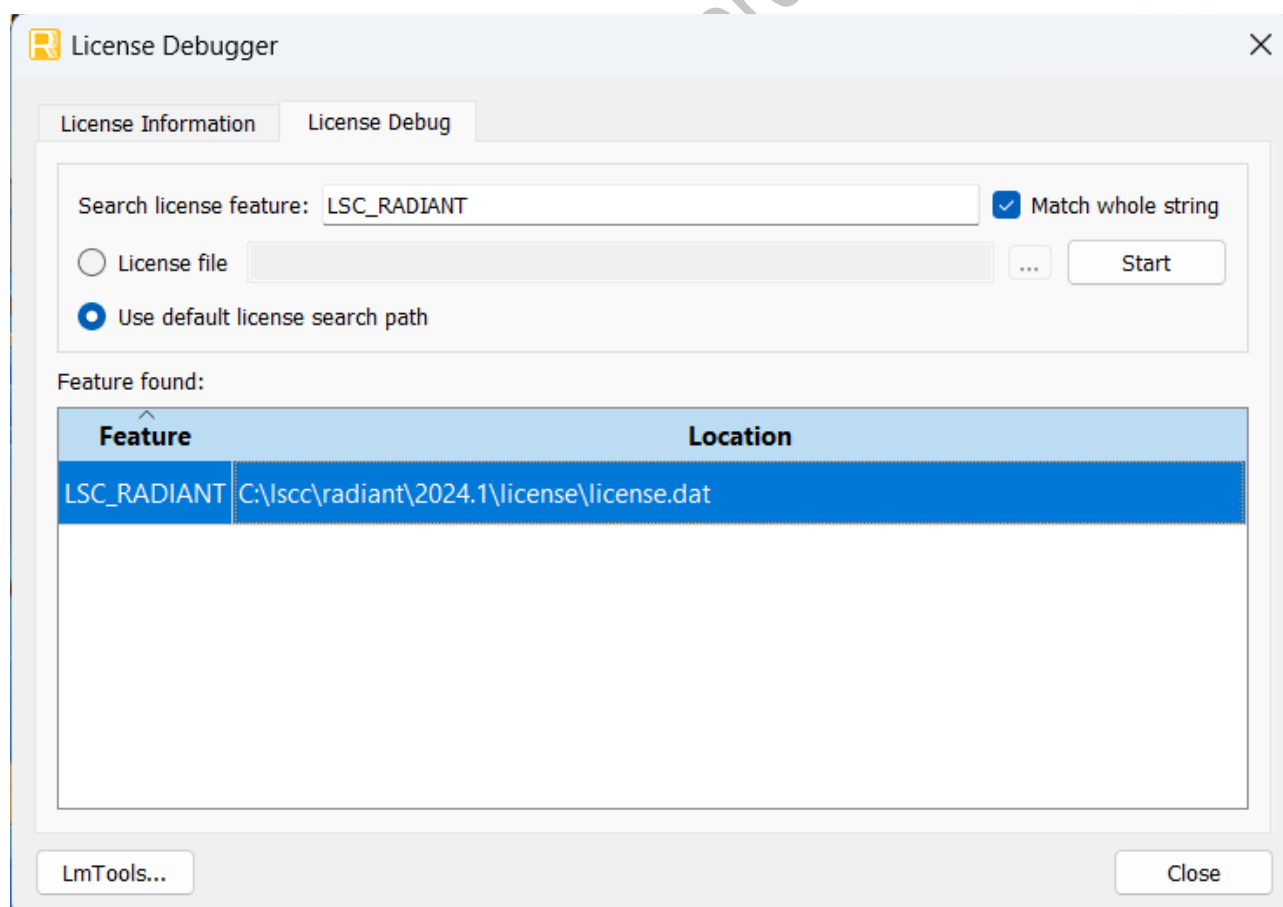 License Debugger
License Information License Debug
Search license feature: LSC_RADIANT Match whole string
License file ... Start
Use default license search path
Feature found:
Feature Location
LSC_RADIANT C:\lscc\radiant\2024.1\license\license.dat
LmTools... Close